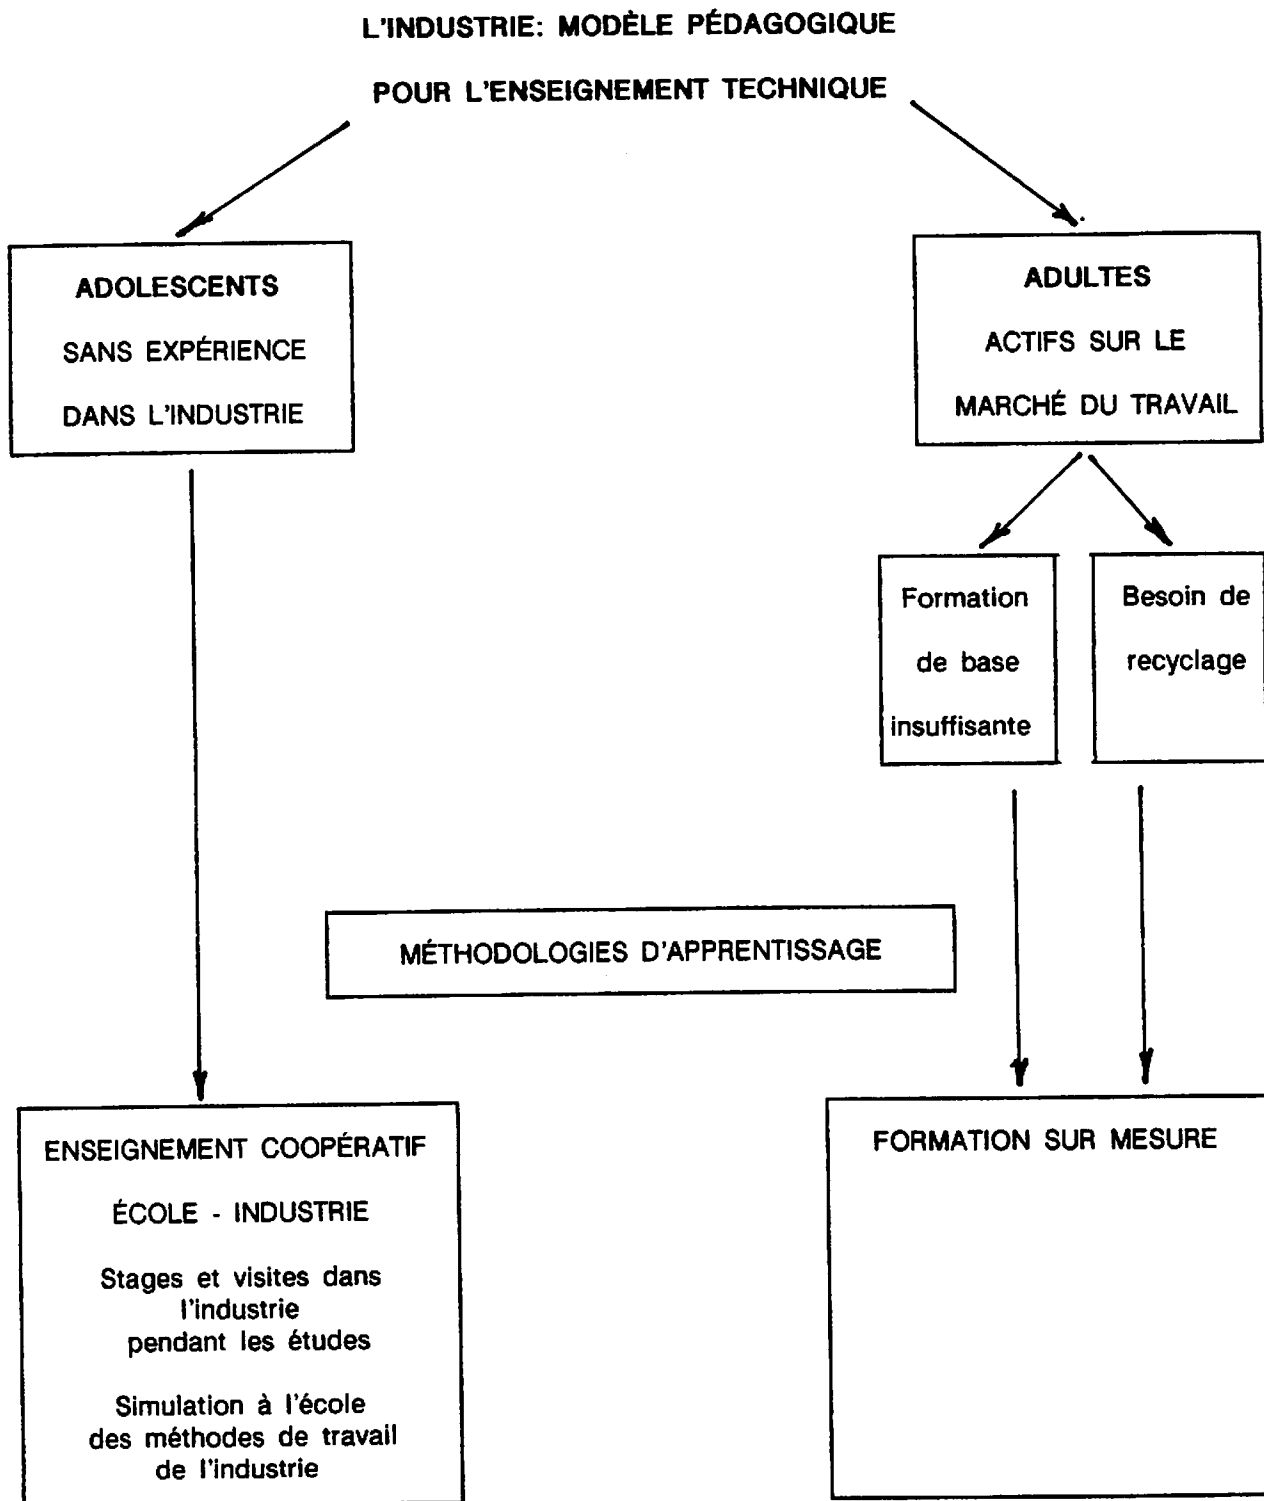 L'INDUSTRIE: MODÈLE PÉDAGOGIQUE
POUR L'ENSEIGNEMENT TECHNIQUE
ADOLESCENTS
SANS EXPÉRIENCE
DANS L'INDUSTRIE
ADULTES
ACTIFS SUR LE
MARCHÉ DU TRAVAIL
Formation
de base
insuffisante
Besoin de
recyclage
MÉTHODOLOGIES D'APPRENTISSAGE
ENSEIGNEMENT COOPÉRATIF
ÉCOLE - INDUSTRIE
Stages et visites dans
l'industrie
pendant les études
Simulation à l'école
des méthodes de travail
de l'industrie
FORMATION SUR MESURE